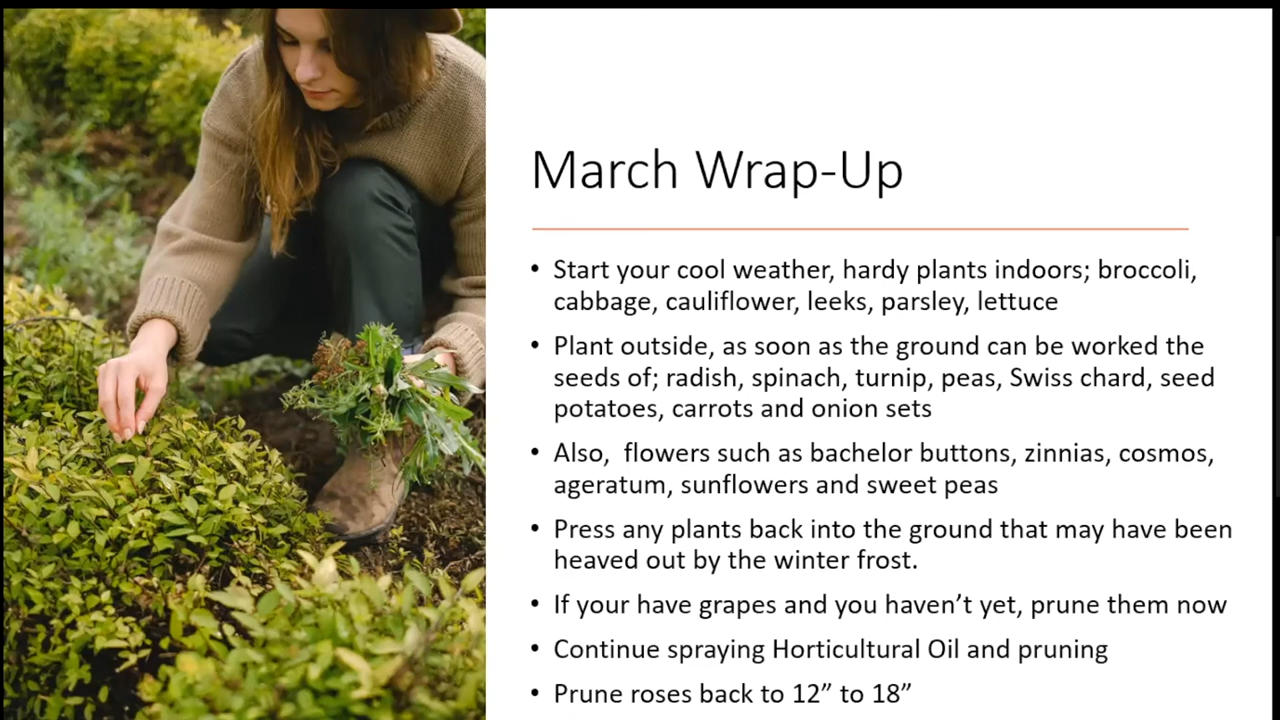 March Wrap-Up
• Start your cool weather, hardy plants indoors; broccoli,
cabbage, cauliflower, leeks, parsley, lettuce
• Plant outside, as soon as the ground can be worked the
seeds of; radish, spinach, turnip, peas, Swiss chard, seed
potatoes, carrots and onion sets
• Also,  flowers such as bachelor buttons, zinnias, cosmos,
ageratum, sunflowers and sweet peas
• Press any plants back into the ground that may have been
heaved out by the winter frost.
• If your have grapes and you haven’t yet, prune them now
• Continue spraying Horticultural Oil and pruning
• Prune roses back to 12” to 18”